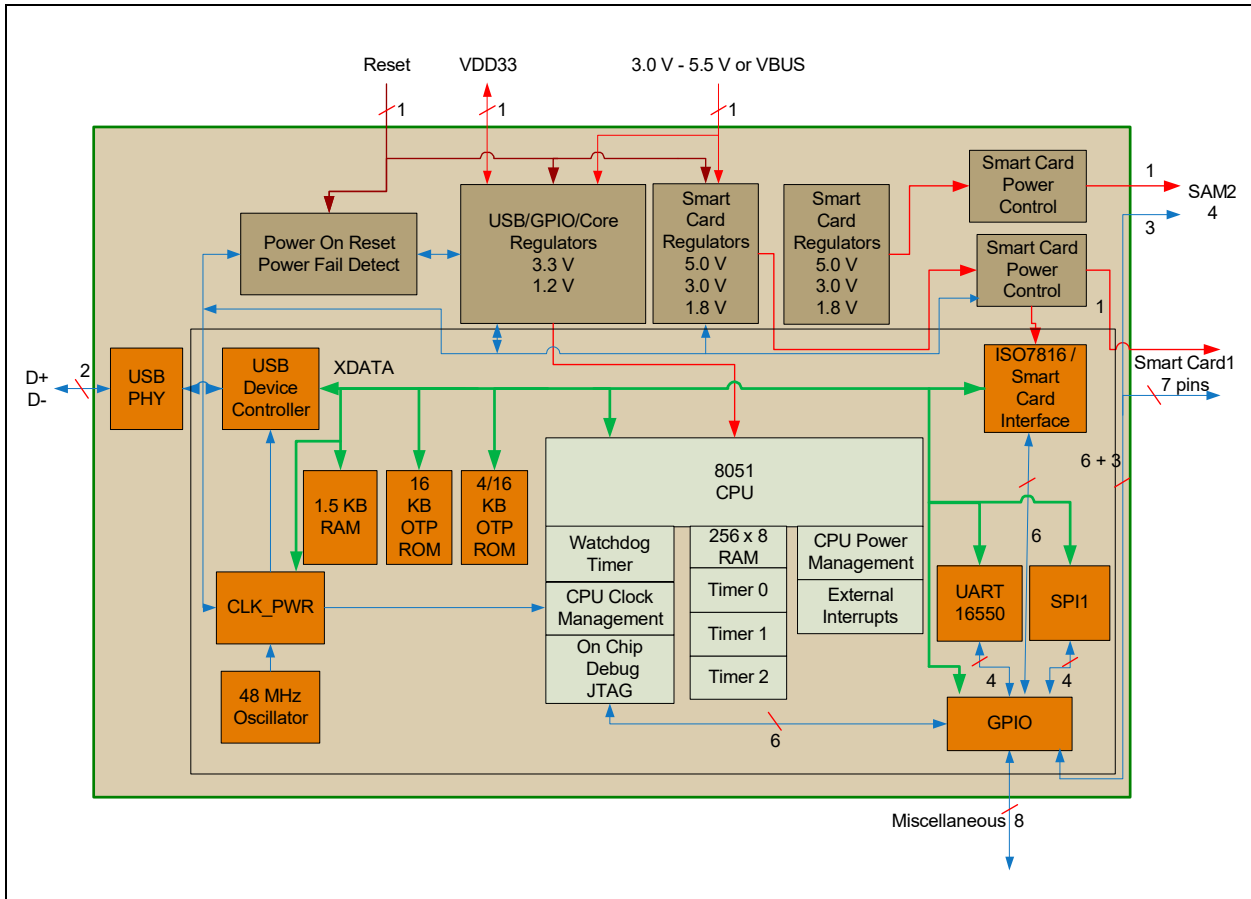 Reset
VDD33
3.0 V - 5.5 V or VBUS
1
1
1
Smart Card
Power
Control
1
SAM2
4
3
Power On Reset
Power Fail Detect
USB/GPIO/Core
Regulators
3.3 V
1.2 V
Smart
Card
Regulators
5.0 V
3.0 V
1.8 V
Smart
Card
Regulators
5.0 V
3.0 V
1.8 V
Smart Card
Power
Control
1
D+
D-
2
USB
PHY
USB
Device
Controller
XDATA
ISO7816 /
Smart
Card
Interface
Smart Card1
7 pins
6 + 3
1.5 KB
RAM
16
KB
OTP
ROM
4/16
KB
OTP
ROM
8051
CPU
Watchdog
Timer
256 x 8
RAM
CPU Power
Management
6
CLK_PWR
CPU Clock
Management
Timer 0
External
Interrupts
UART
16550
SPI1
On Chip
Debug
JTAG
Timer 1
Timer 2
4
4
48 MHz
Oscillator
6
GPIO
Miscellaneous
8